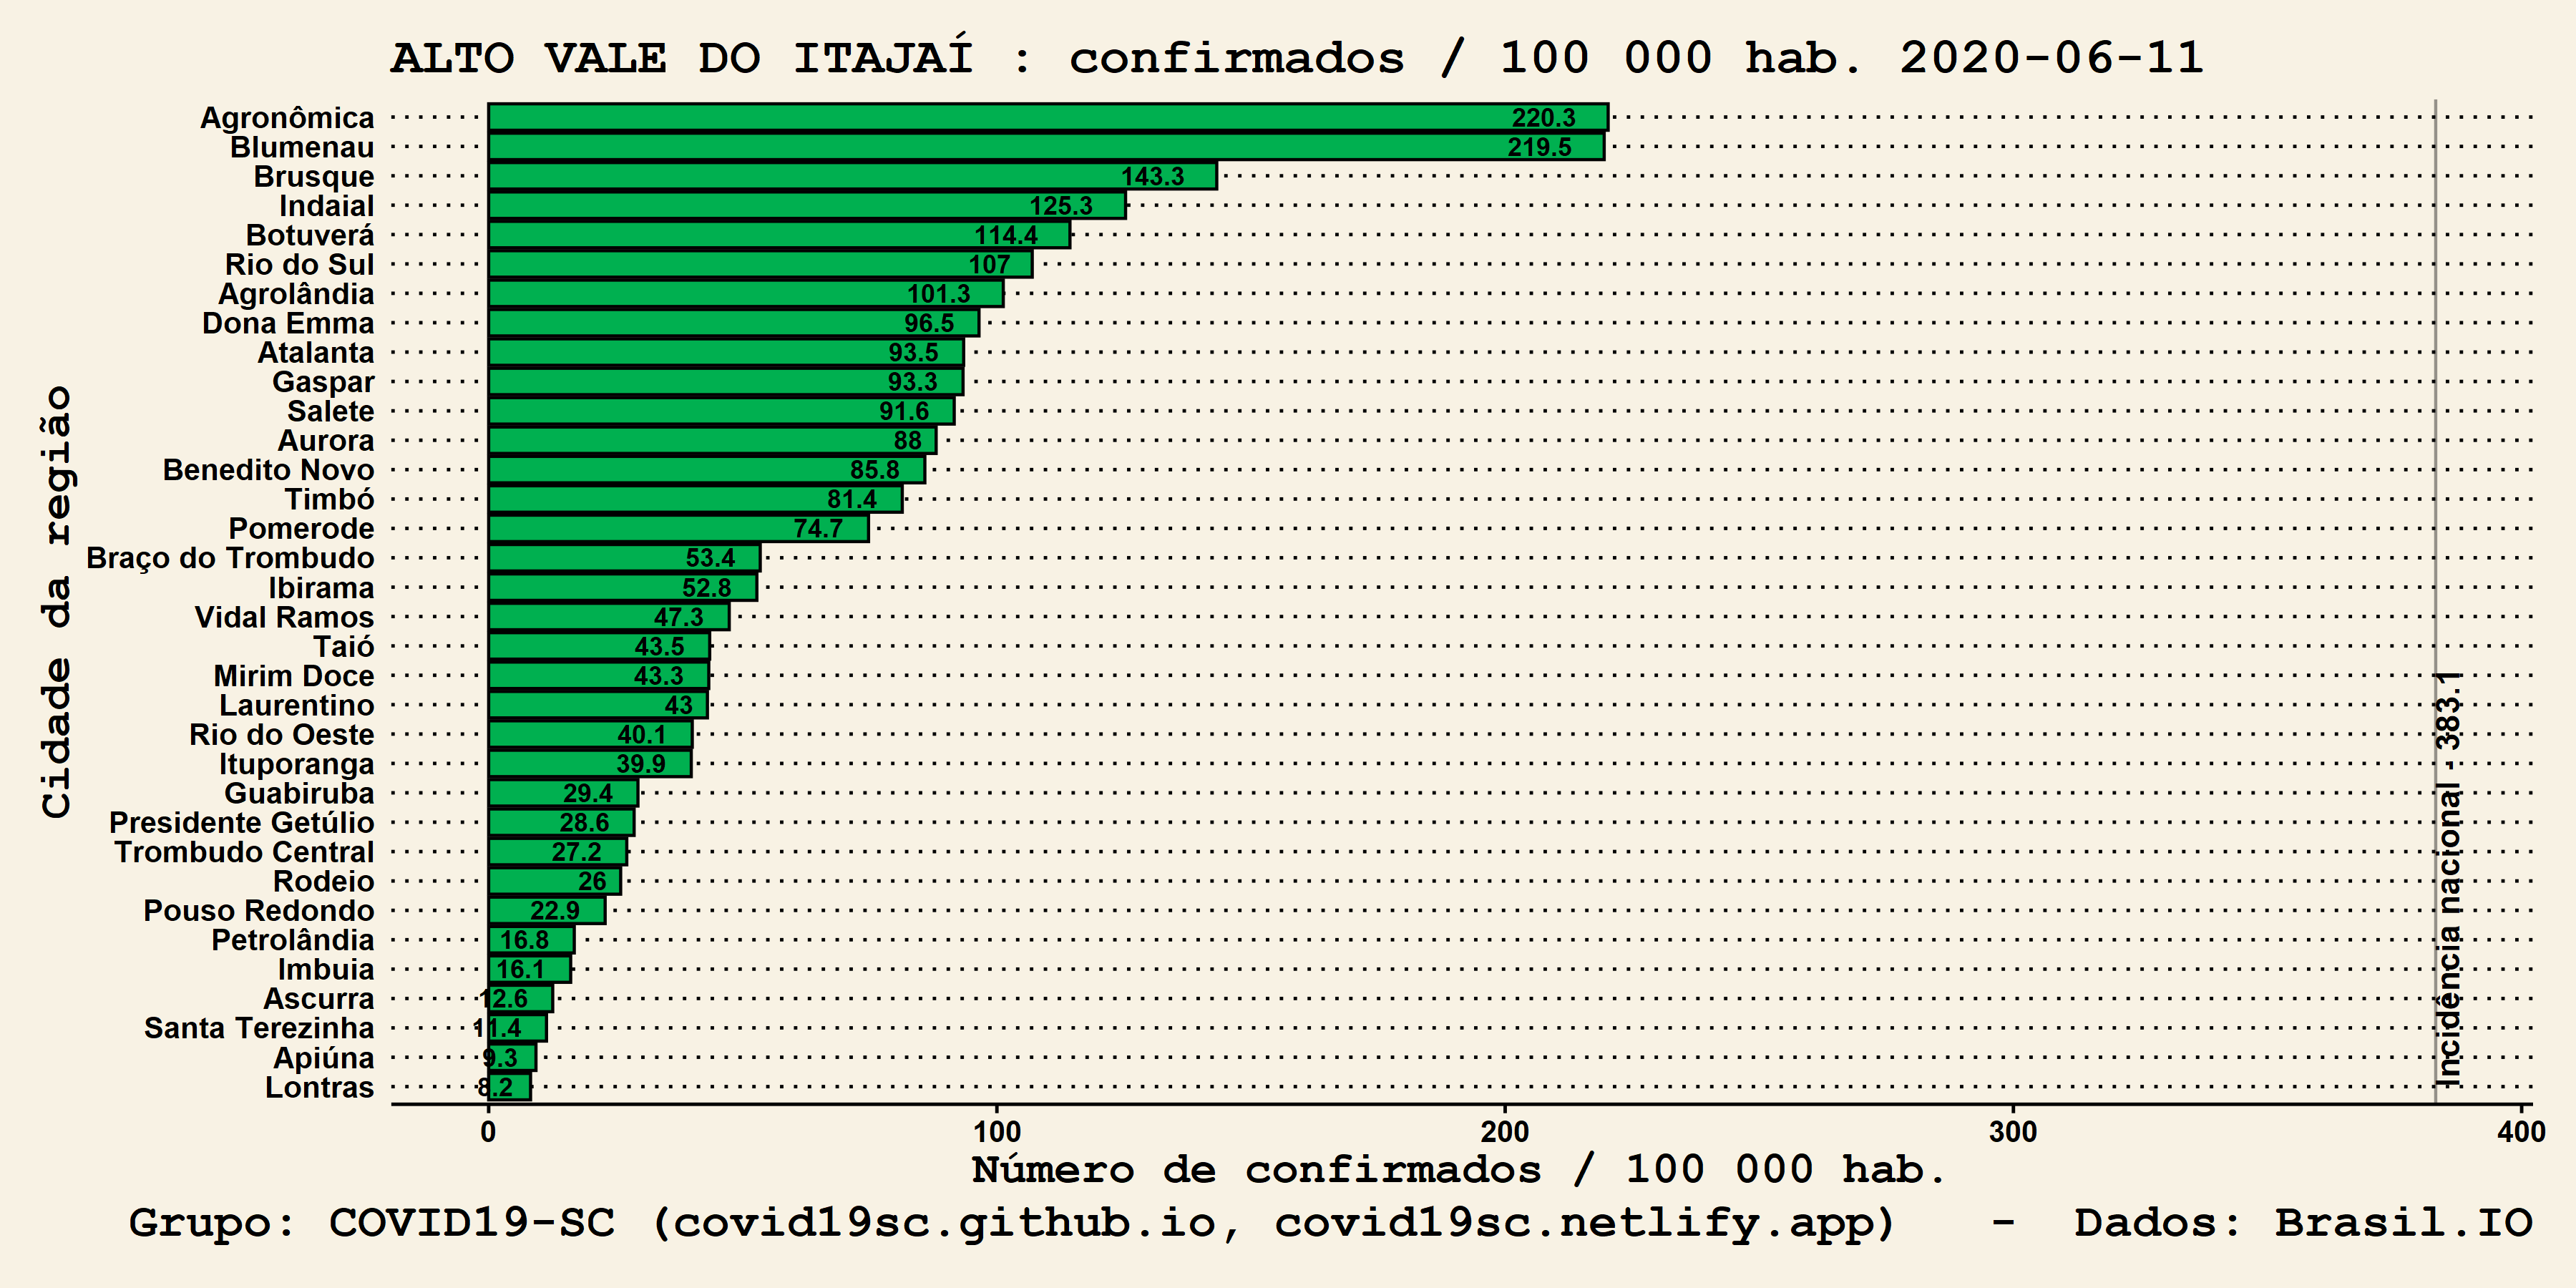 ALTO VALE DO ITAJAÍ : confirmados / 100 000 hab. 2020-06-11
Cidade da região
Agronômica 220.3
Blumenau 219.5
Brusque 143.3
Indaial 125.3
Botuverá 114.4
Rio do Sul 107
Agrolândia 101.3
Dona Emma 96.5
Atalanta 93.5
Gaspar 93.3
Salete 91.6
Aurora 88
Benedito Novo 85.8
Timbó 81.4
Pomerode 74.7
Braço do Trombudo 53.4
Ibirama 52.8
Vidal Ramos 47.3
Taió 43.5
Mirim Doce 43.3
Laurentino 43
Rio do Oeste 40.1
Ituporanga 39.9
Guabiruba 29.4
Presidente Getúlio 28.6
Trombudo Central 27.2
Rodeio 26
Pouso Redondo 22.9
Petrolândia 16.8
Imbuia 16.1
Ascurra 12.6
Santa Terezinha 11.4
Apiúna 9.3
Lontras 8.2
Incidência nacional - 383.1
0 100 200 300 400
Número de confirmados / 100 000 hab.
Grupo: COVID19-SC (covid19sc.github.io, covid19sc.netlify.app) - Dados: Brasil.IO